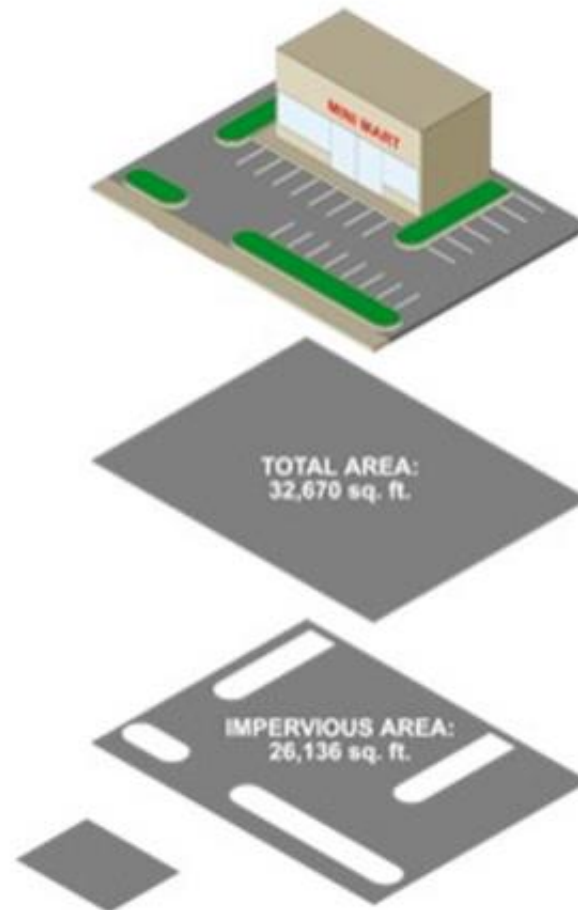 MINI MART
TOTAL AREA:
32,670 sq. ft.
IMPERVIOUS AREA:
26,136 sq. ft.